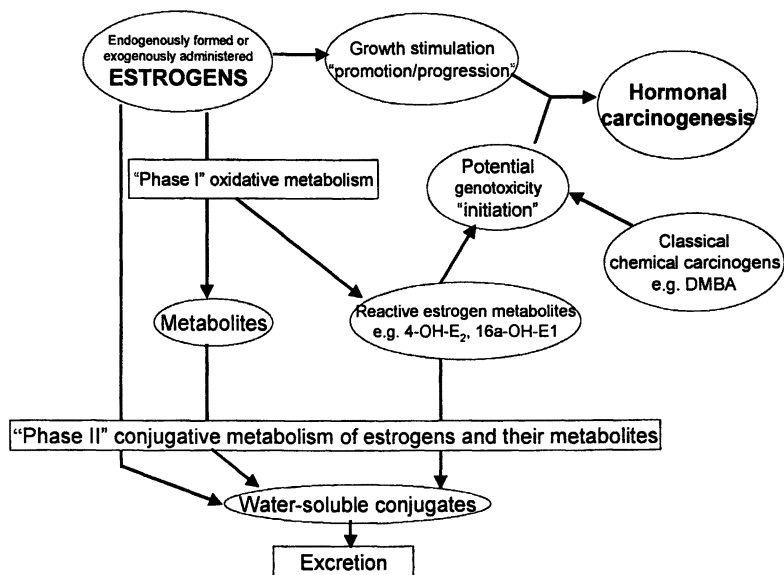 Endogenously formed or
exogenously administered
ESTROGENS
Growth stimulation
"promotion/progression"
Hormonal
carcinogenesis
"Phase I" oxidative metabolism
Potential
genotoxicity
"initiation"
Classical
chemical carcinogens
e.g. DMBA
Metabolites
Reactive estrogen metabolites
e.g. 4-OH-E₂, 16a-OH-E1
"Phase II" conjugative metabolism of estrogens and their metabolites
Water-soluble conjugates
Excretion